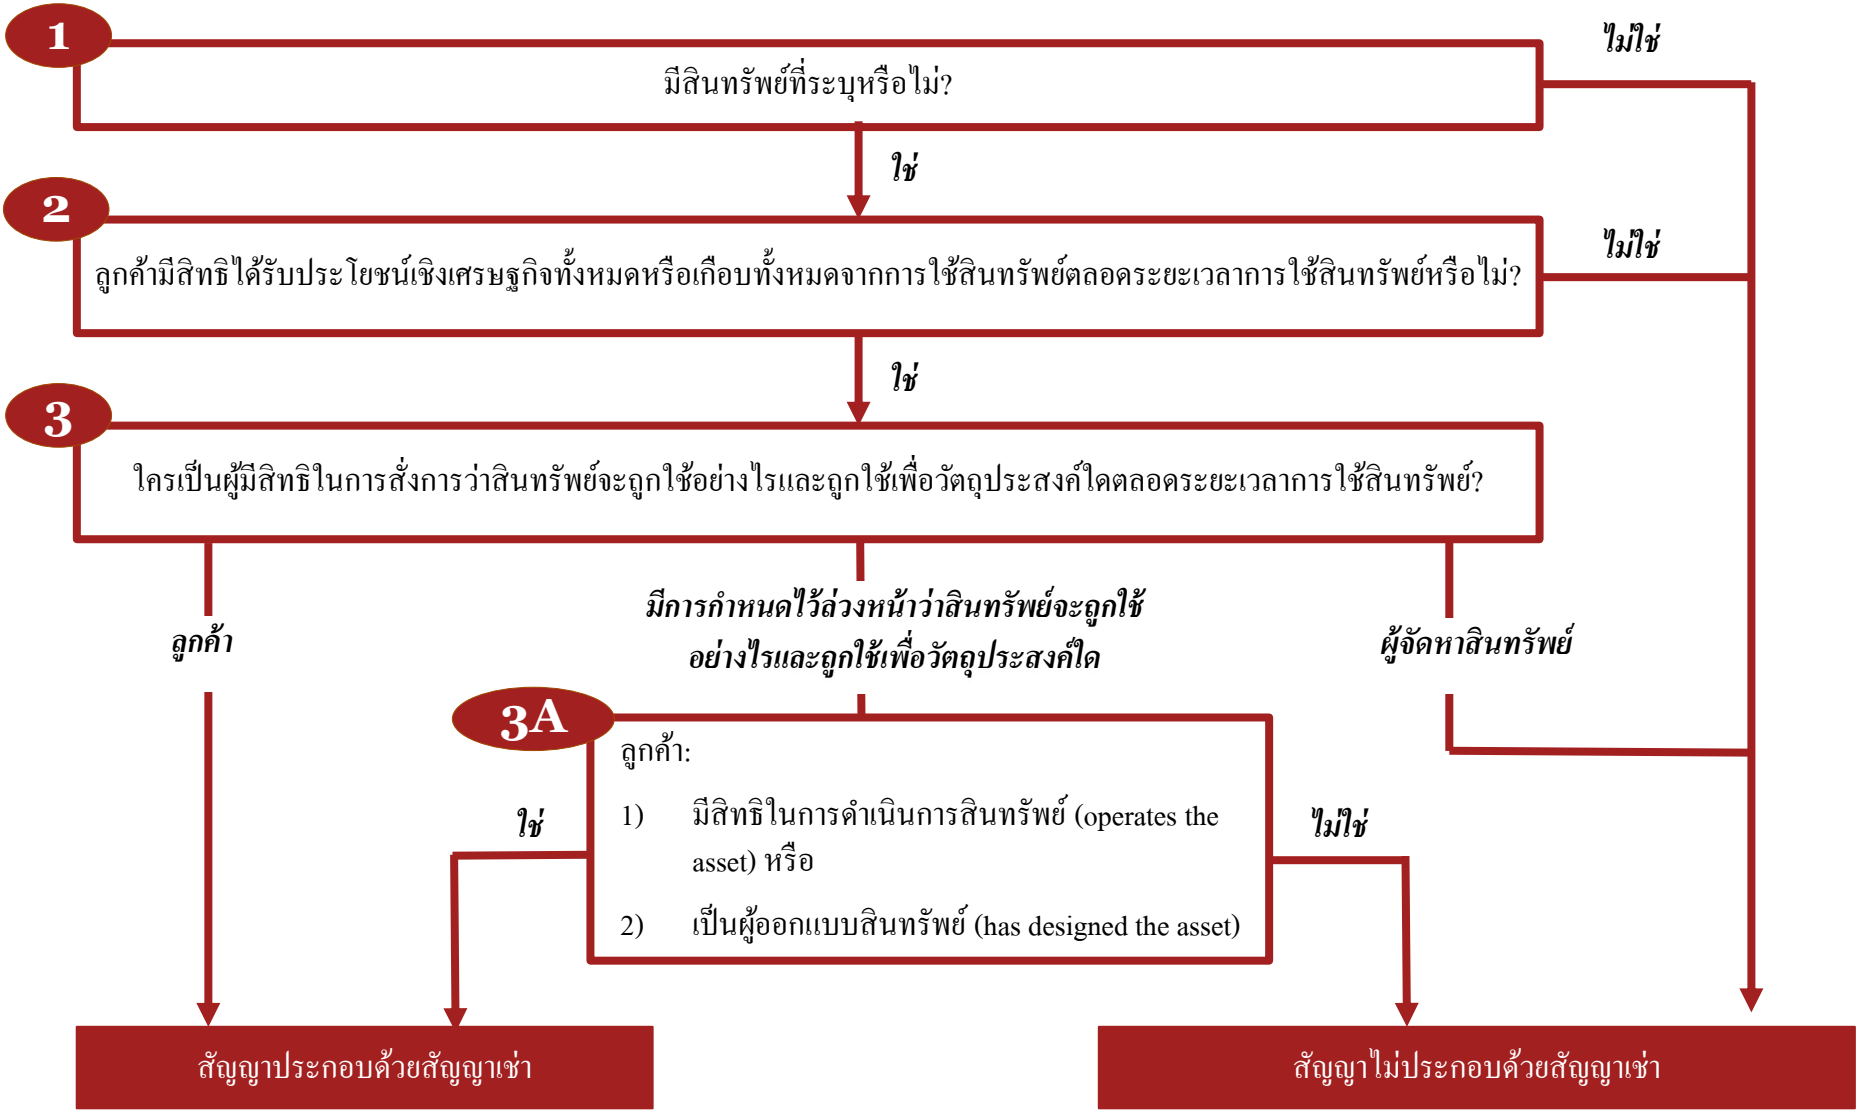 1
ไม่ใช่
มีสินทรัพย์ที่ระบุหรือไม่?
ใช่
2
ไม่ใช่
ลูกค้ามีสิทธิได้รับประโยชน์เชิงเศรษฐกิจทั้งหมดหรือเกือบทั้งหมดจากการใช้สินทรัพย์ตลอดระยะเวลาการใช้สินทรัพย์หรือไม่?
ใช่
3
ใครเป็นผู้มีสิทธิในการสั่งการว่าสินทรัพย์จะถูกใช้อย่างไรและถูกใช้เพื่อวัตถุประสงค์ใดตลอดระยะเวลาการใช้สินทรัพย์?
ลูกค้า
มีการกำหนดไว้ล่วงหน้าว่าสินทรัพย์จะถูกใช้
อย่างไรและถูกใช้เพื่อวัตถุประสงค์ใด
ผู้จัดหาสินทรัพย์
3A
ลูกค้า:
1) มีสิทธิในการดำเนินการสินทรัพย์ (operates the
asset) หรือ
2) เป็นผู้ออกแบบสินทรัพย์ (has designed the asset)
ใช่
ไม่ใช่
สัญญาประกอบด้วยสัญญาเช่า
สัญญาไม่ประกอบด้วยสัญญาเช่า